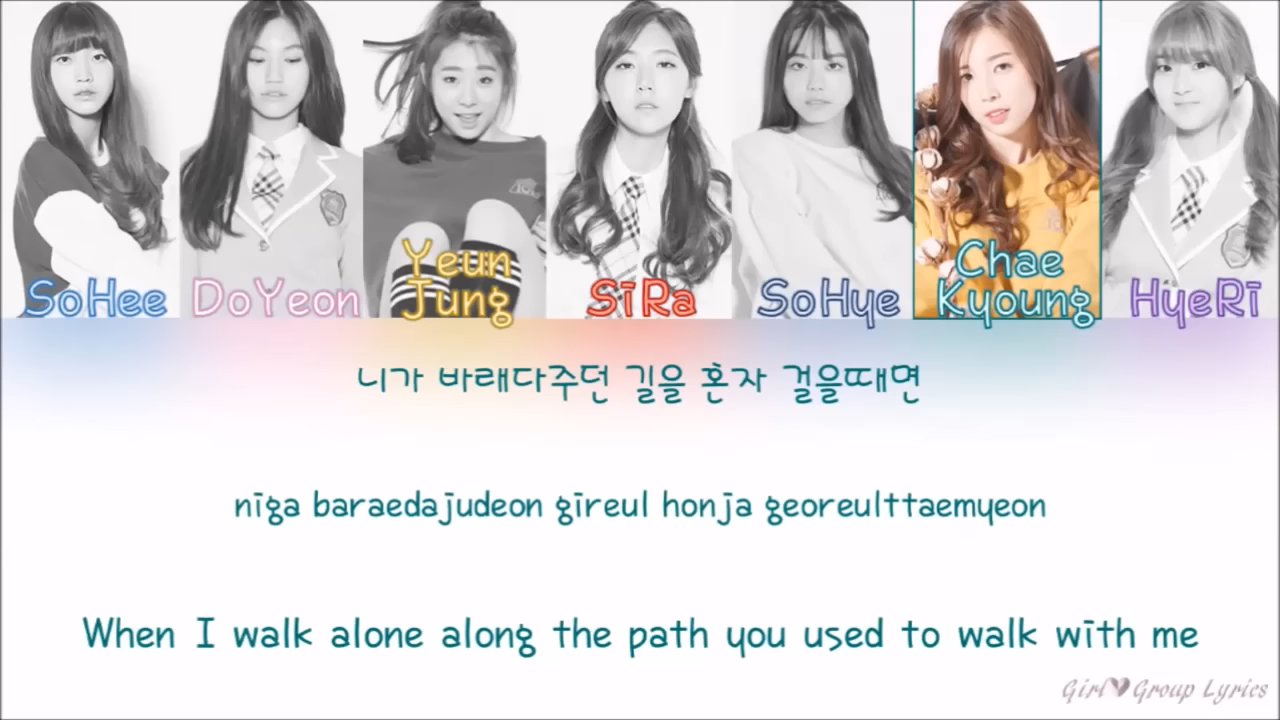 SoHee
DoYeon
Yeun
Jung
SiRa
SoHye
Chae
Kyoung
HyeRi
니가 바래다주던 길을 혼자 걸을때면
niga baraedajudeon gireul honja georeulttaemyeon
When I walk alone along the path you used to walk with me
Girl Group Lyrics